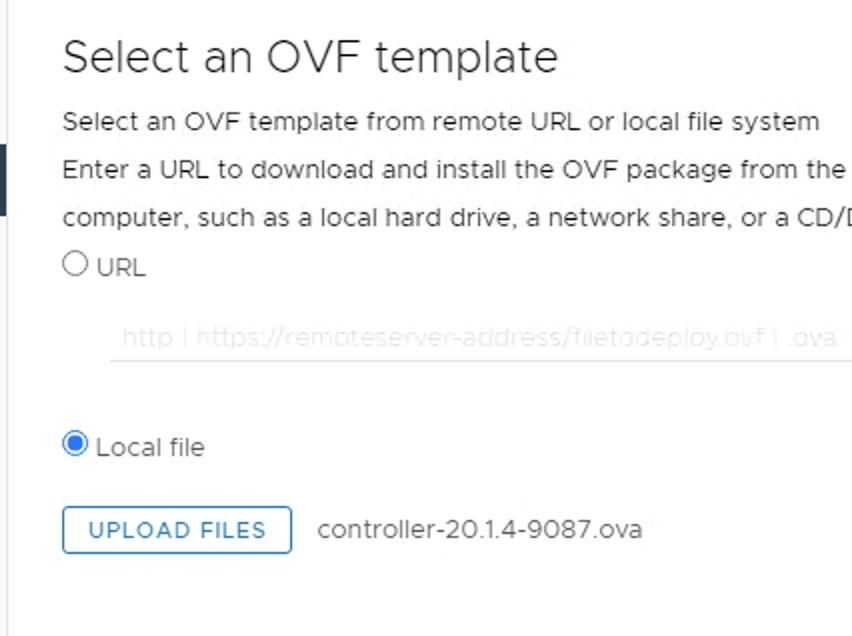 Select an OVF template
Select an OVF template from remote URL or local file system
Enter a URL to download and install the OVF package from the
computer, such as a local hard drive, a network share, or a CD/D
URL
http | https://remoteserver-address/filetodeploy.ovf | .ova
Local file
UPLOAD FILES controller-20.1.4-9087.ova